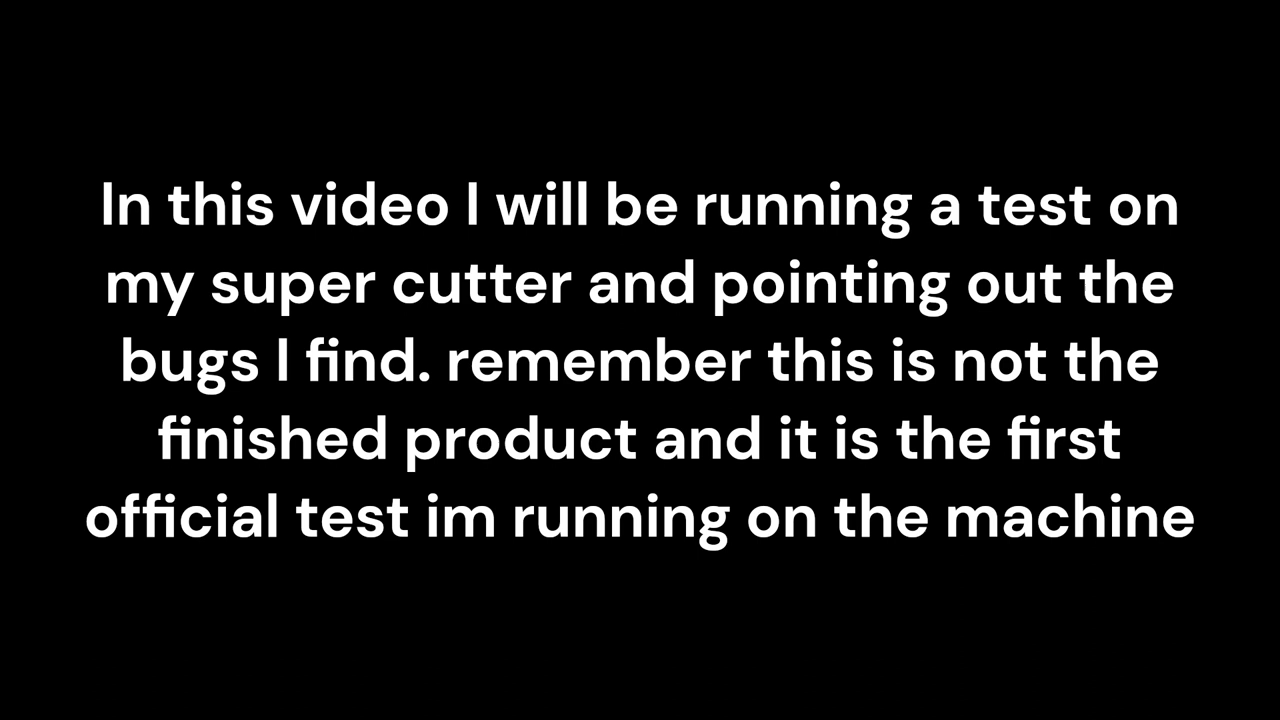 In this video I will be running a test on
my super cutter and pointing out the
bugs I find. remember this is not the
finished product and it is the first
official test im running on the machine